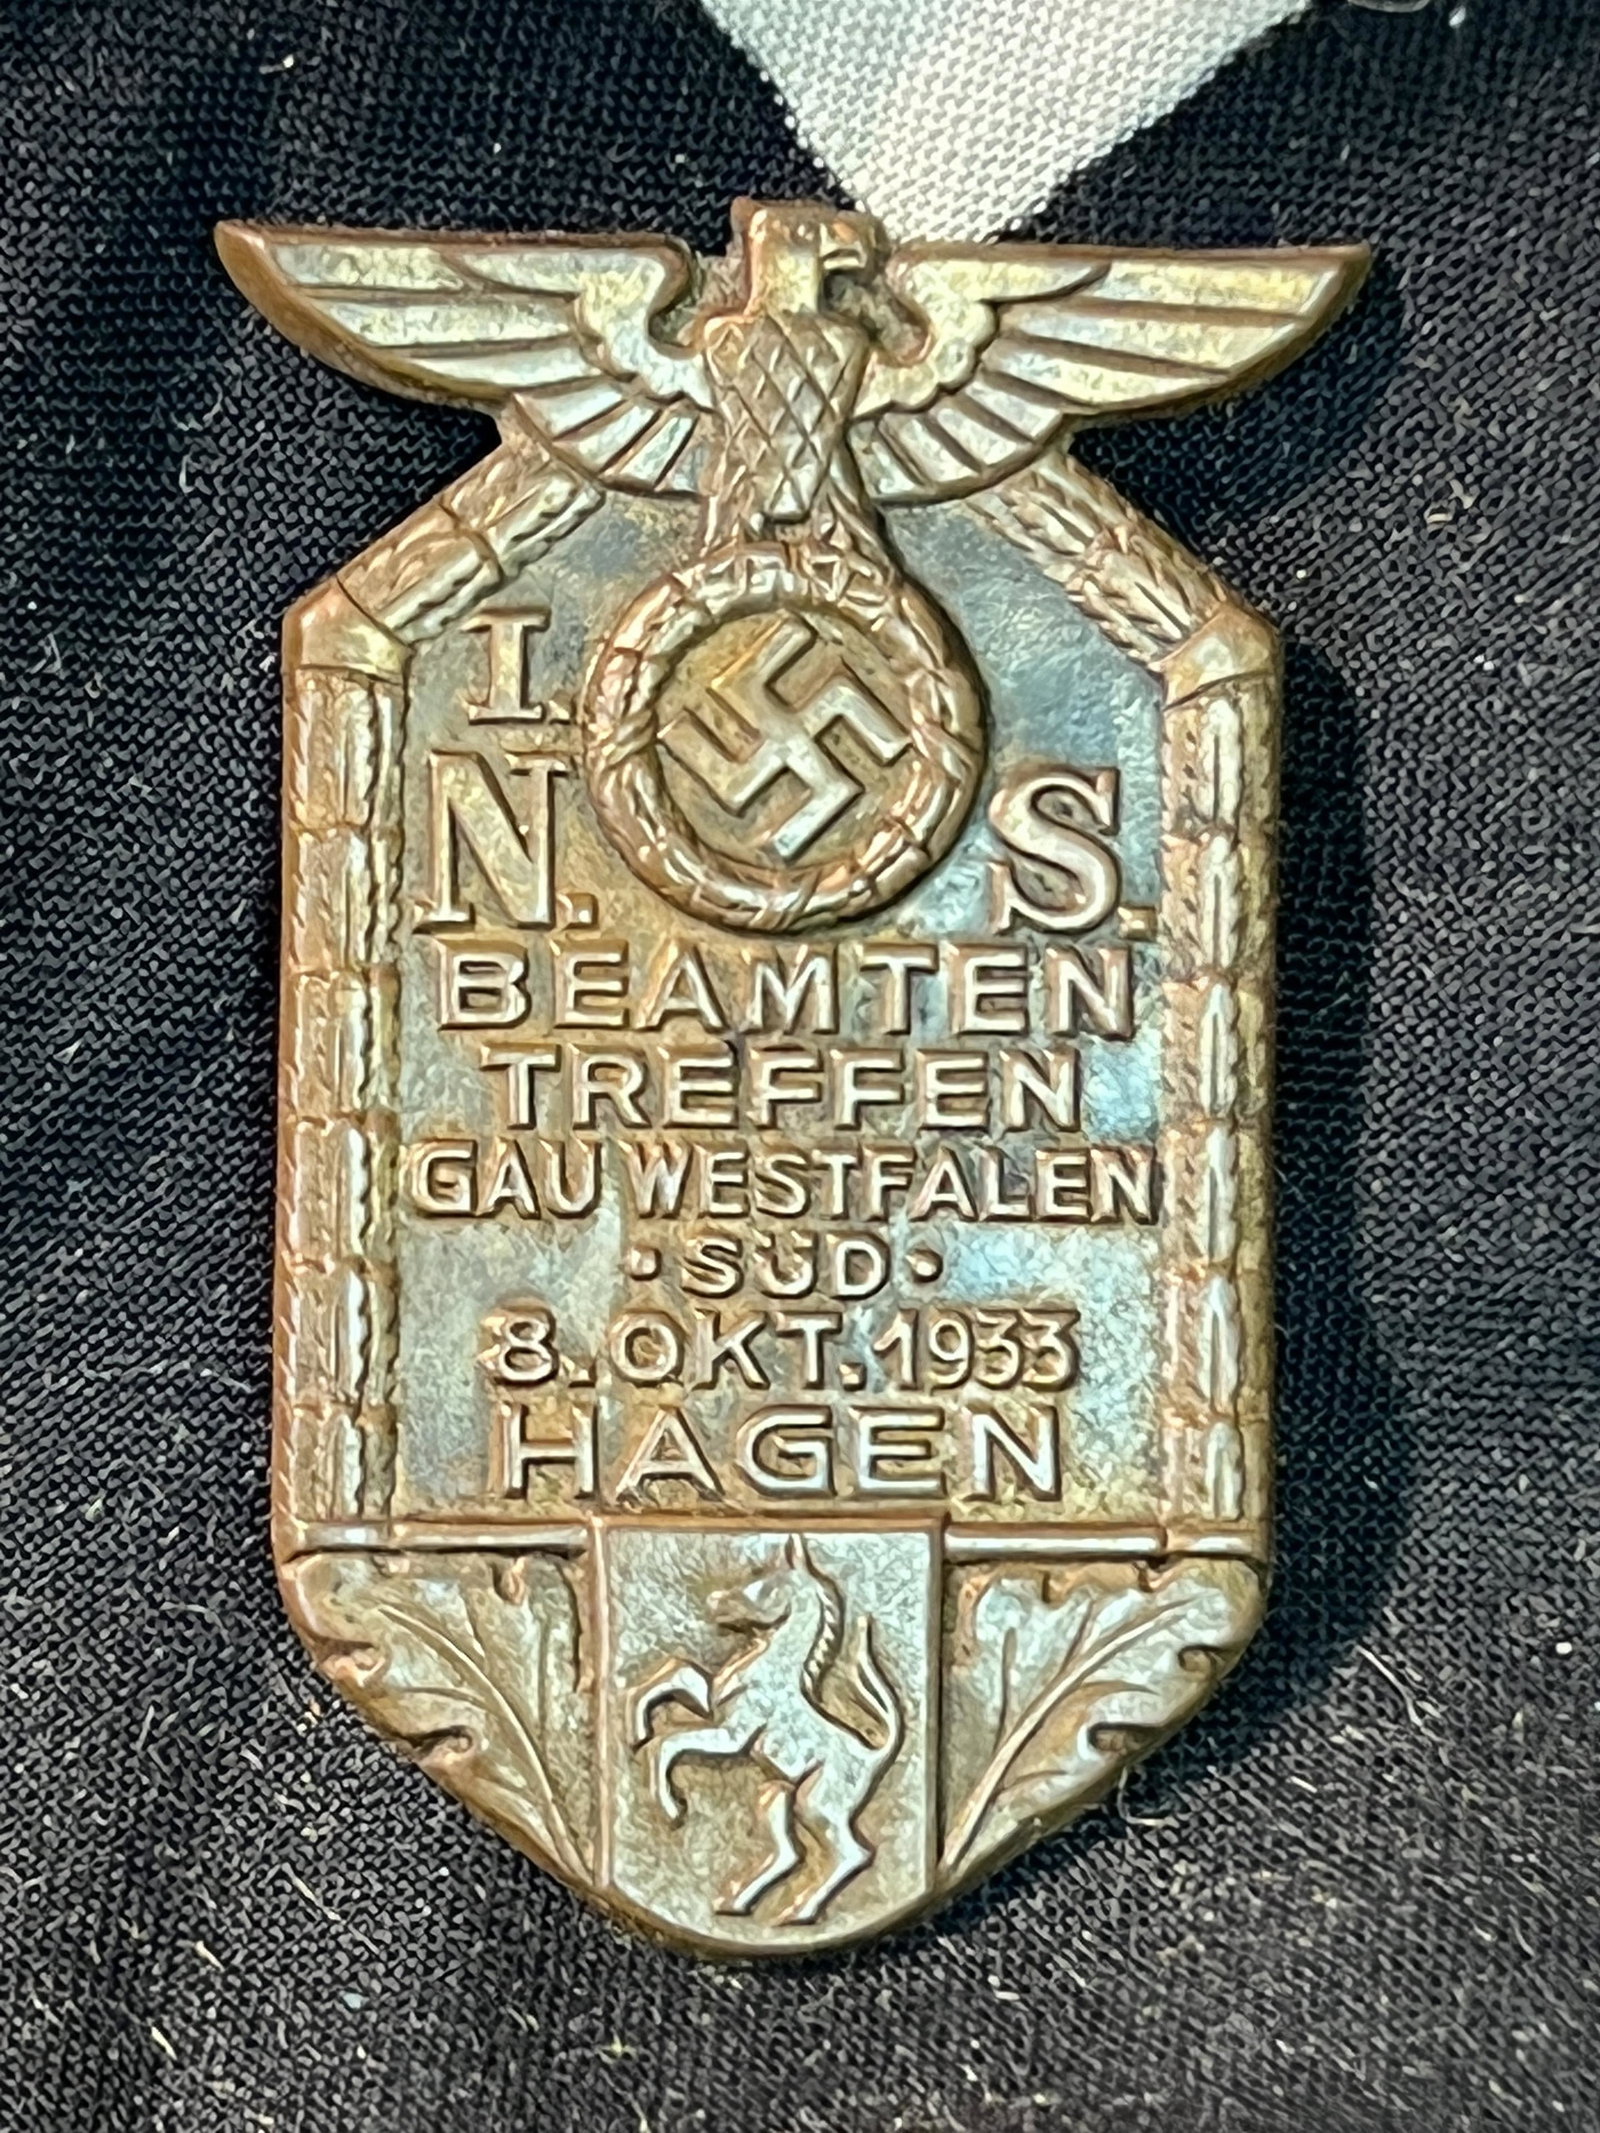 I.
N. S.
BEAMTEN
TREFFEN
GAU WESTFALEN
·SÜD·
8.OKT.1933
HAGEN